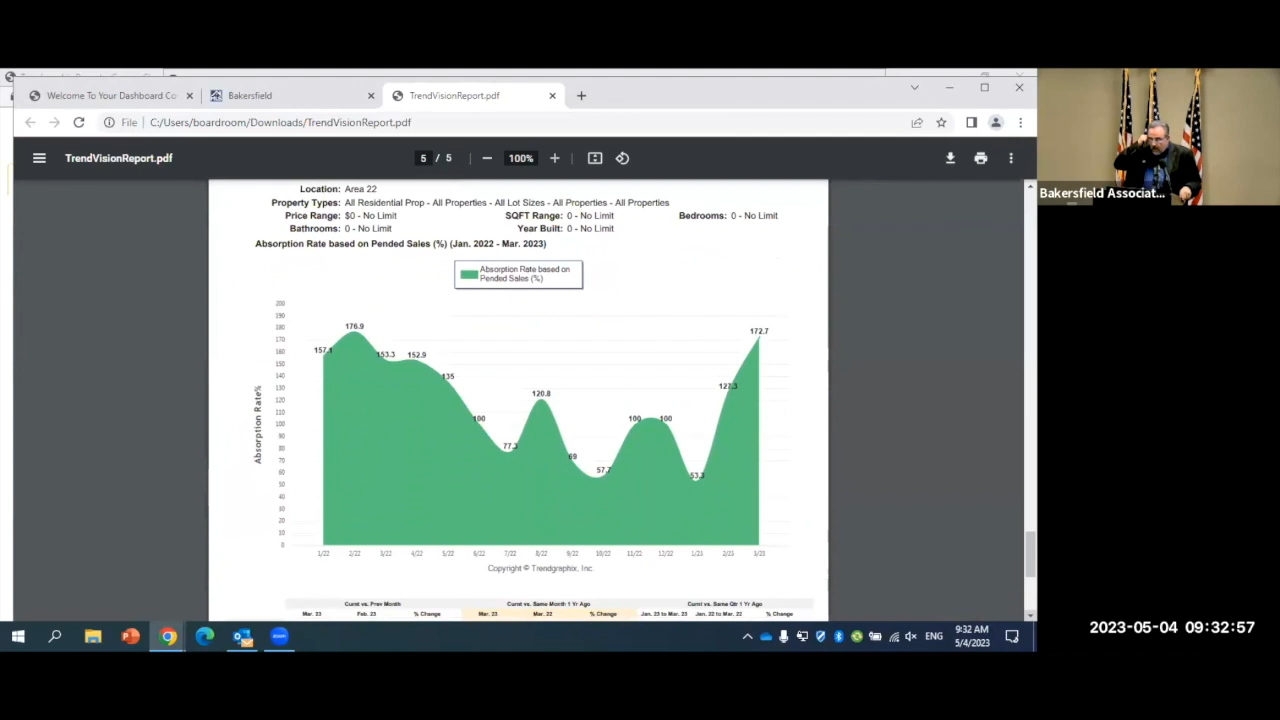 Welcome To Your Dashboard Co
Bakersfield
TrendVisionReport.pdf
File
C:/Users/boardroom/Downloads/TrendVisionReport.pdf
TrendVisionReport.pdf
5 / 5
100%
Location: Area 22
Property Types: All Residential Prop - All Properties - All Lot Sizes - All Properties - All Properties
Price Range: $0 - No Limit SQFT Range: 0 - No Limit Bedrooms: 0 - No Limit
Bathrooms: 0 - No Limit Year Built: 0 - No Limit
Absorption Rate based on Pended Sales (%) (Jan. 2022 - Mar. 2023)
Absorption Rate based on
Pended Sales (%)
Absorption Rate%
200
190
180
170
160
150
140
130
120
110
100
90
80
70
60
50
40
30
20
10
0
157.1
176.9
153.3
152.9
135
100
77.3
120.8
69
57.7
100
100
53.3
127.3
172.7
1/22 2/22 3/22 4/22 5/22 6/22 7/22 8/22 9/22 10/22 11/22 12/22 1/23 2/23 3/23
Copyright © Trendgraphix, Inc.
Curnt vs. Prev Month Curnt vs. Same Month 1 Yr Ago Curnt vs. Same Qtr 1 Yr Ago
Mar. 23 Feb. 23 % Change Mar. 23 Mar. 22 % Change Jan. 23 to Mar. 23 Jan. 22 to Mar. 22 % Change
ENG
9:32 AM
5/4/2023
Bakersfield Associat...
2023-05-04 09:32:57